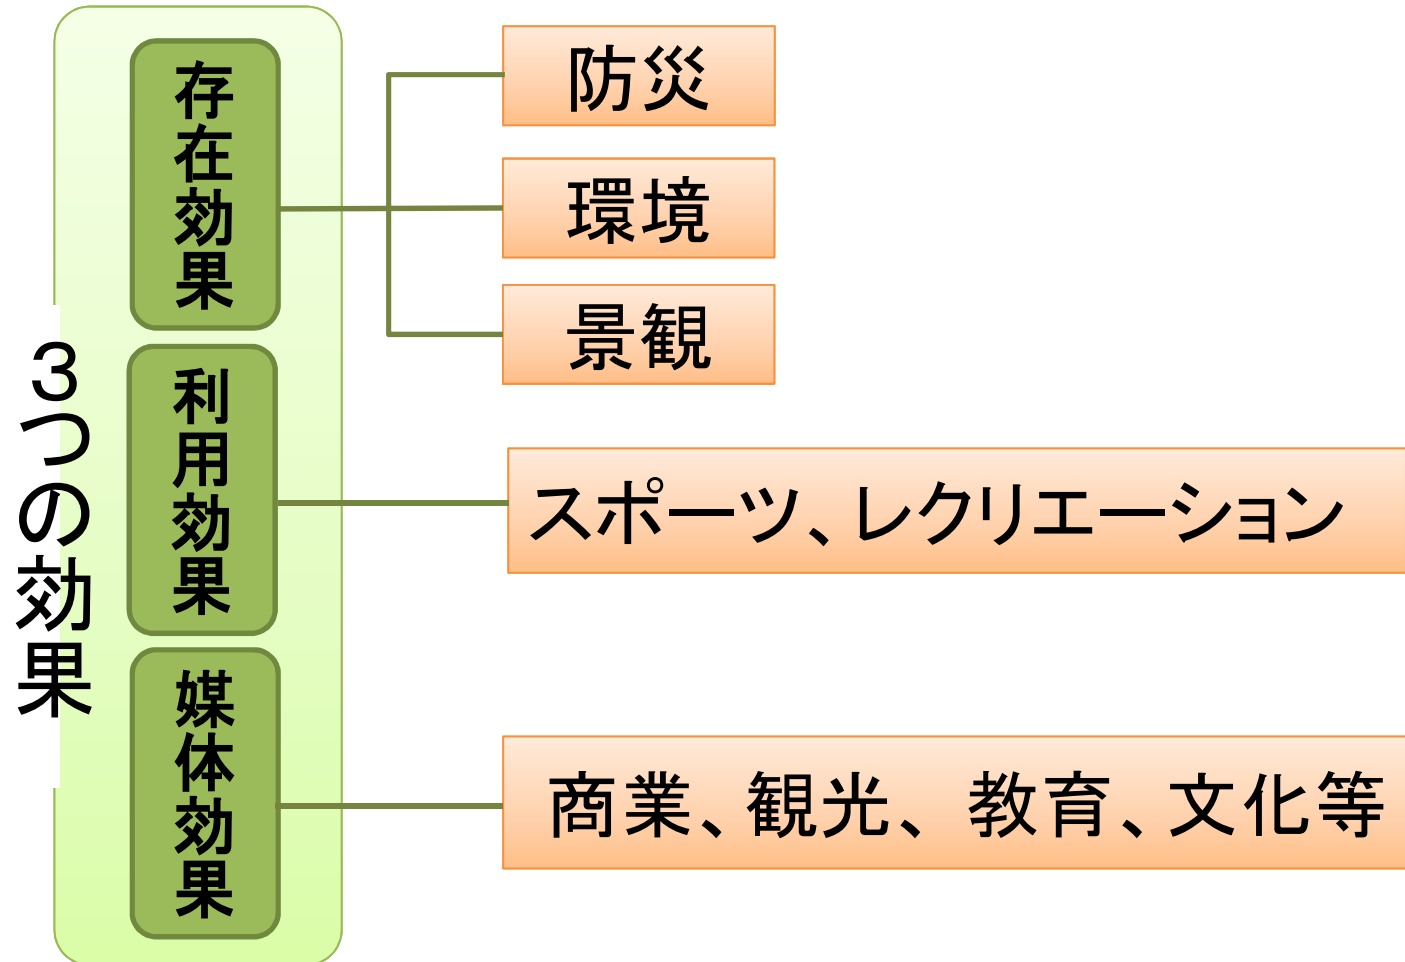 3つの効果
存在効果
防災
環境
景観
利用効果
スポーツ、レクリエーション
媒体効果
商業、観光、教育、文化等